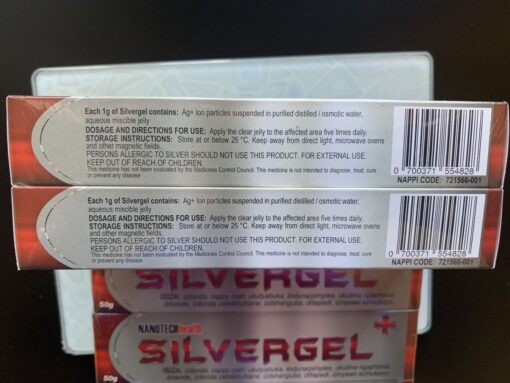 Each 1g of Silvergel contains: Ag+ Ion particles suspended in purified distilled / osmotic water,
aqueous miscible jelly
DOSAGE AND DIRECTIONS FOR USE: Apply the clear jelly to the affected area five times daily.
STORAGE INSTRUCTIONS: Store at or below 25 °C. Keep away from direct light, microwave ovens
and other magnetic fields.
PERSONS ALLERGIC TO SILVER SHOULD NOT USE THIS PRODUCT. FOR EXTERNAL USE.
KEEP OUT OF REACH OF CHILDREN.
This medicine has not been evaluated by the Medicines Control Council. This medicine is not intended to diagnose, treat, cure
or prevent any disease
0 700371 554828
NAPPI CODE: 721566-001
Each 1g of Silvergel contains: Ag+ Ion particles suspended in purified distilled / osmotic water,
aqueous miscible jelly
DOSAGE AND DIRECTIONS FOR USE: Apply the clear jelly to the affected area five times daily.
STORAGE INSTRUCTIONS: Store at or below 25 °C. Keep away from direct light, microwave ovens
and other magnetic fields.
PERSONS ALLERGIC TO SILVER SHOULD NOT USE THIS PRODUCT. FOR EXTERNAL USE.
KEEP OUT OF REACH OF CHILDREN.
This medicine has not been evaluated by the Medicines Control Council. This medicine is not intended to diagnose, treat, cure
or prevent any disease
0 700371 554828
NAPPI CODE: 721566-001
SILVERGEL
50g
NANOTECHhealth
SILVERGEL
50g